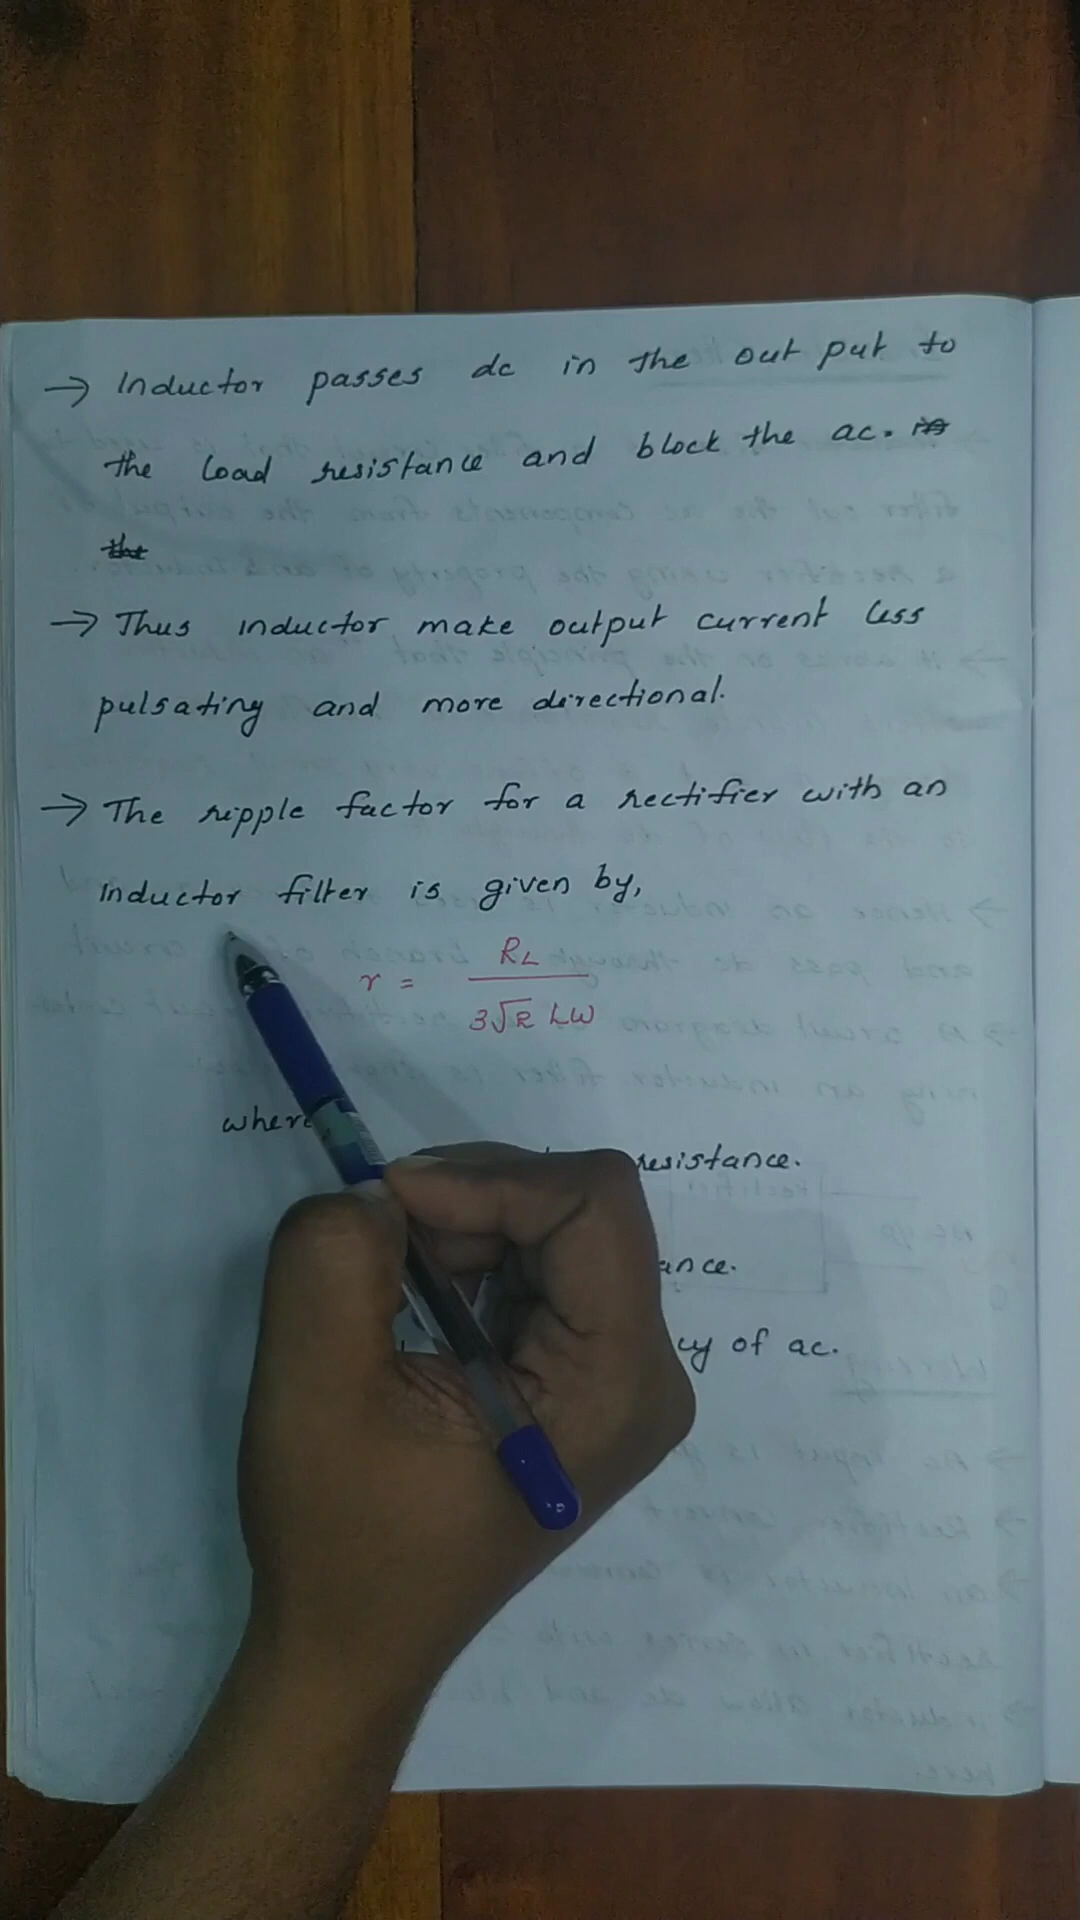 → Inductor passes dc in the out put to
the load resistance and block the ac.
→ Thus inductor make output current less
pulsating and more directional.
→ The ripple factor for a rectifier with an
inductor filter is given by,
r = RL / 3√2 LW
where
resistance.
of ac.